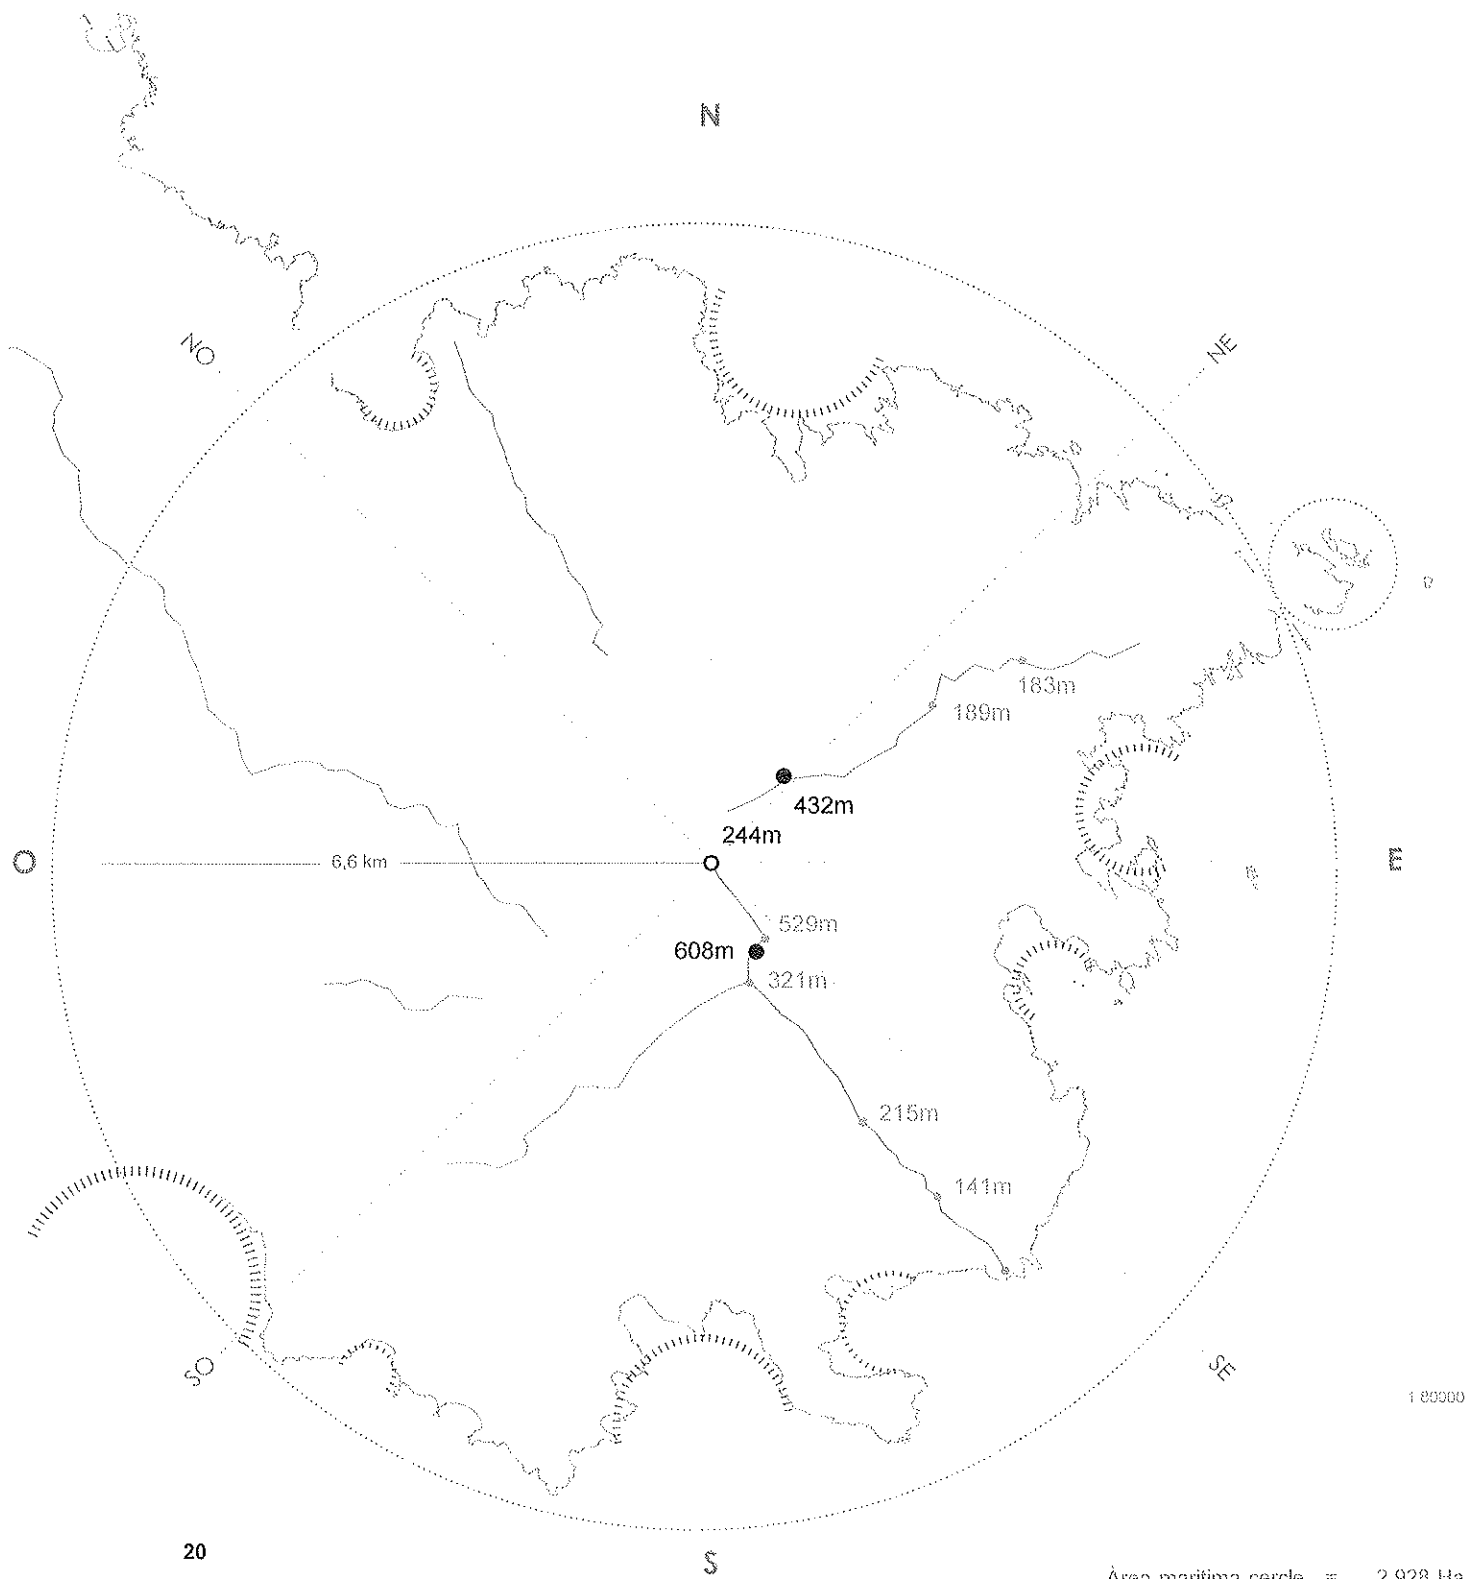 N
NO
NE
183m
189m
432m
244m
O
6,6 km
E
529m
608m
321m
215m
141m
SO
SE
1 80000
20
S
Àrea marítima cercle = 2.928 Ha